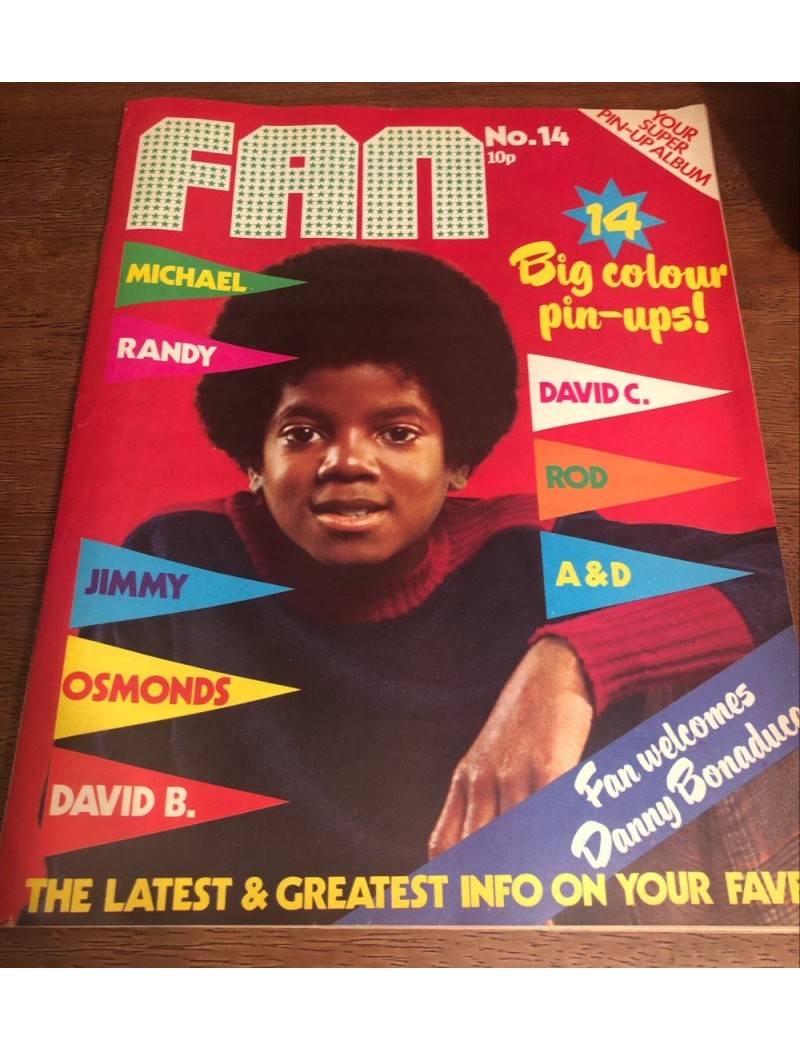 FAN
No.14
10p
YOUR
SUPER
PIN-UP ALBUM
14
Big colour
pin-ups!
MICHAEL
RANDY
DAVID C.
ROD
JIMMY
A & D
OSMONDS
DAVID B.
Fan welcomes
Danny Bonaduce
THE LATEST & GREATEST INFO ON YOUR FAVE